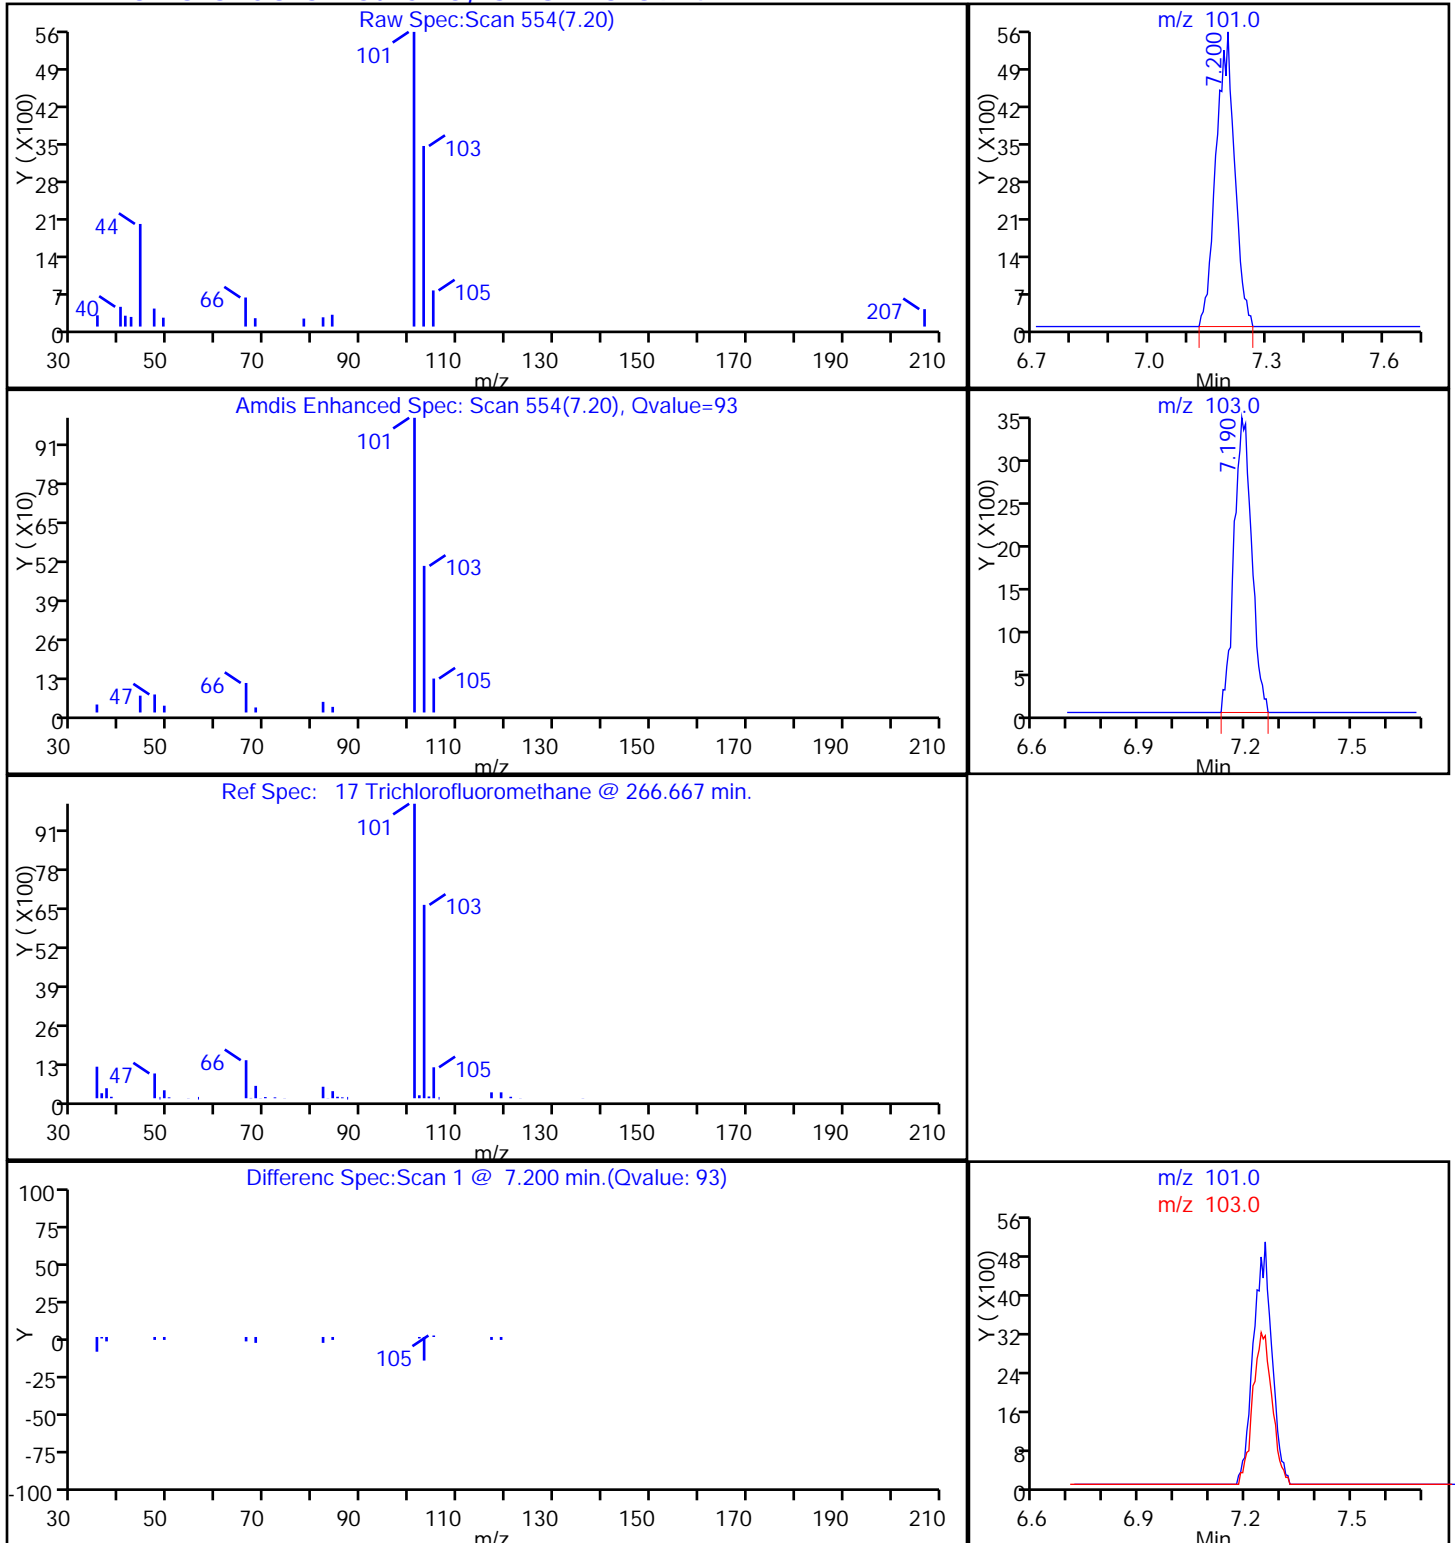 Raw Spec:Scan 554(7.20)
Y ( X100)
56
49
42
35
28
21
14
7
0
101
103
44
40
66
105
207
30 50 70 90 110 130 150 170 190 210
m/z
m/z 101.0
Y ( X100)
56
49
42
35
28
21
14
7
0
7.200
6.7 7.0 7.3 7.6
Min
Amdis Enhanced Spec: Scan 554(7.20), Qvalue=93
Y ( X10)
91
78
65
52
39
26
13
0
101
103
47
66
105
30 50 70 90 110 130 150 170 190 210
m/z
m/z 103.0
Y ( X100)
35
30
25
20
15
10
5
0
7.190
6.6 6.9 7.2 7.5
Min
Ref Spec: 17 Trichlorofluoromethane @ 266.667 min.
Y ( X100)
91
78
65
52
39
26
13
0
101
103
47
66
105
30 50 70 90 110 130 150 170 190 210
m/z
Differenc Spec:Scan 1 @ 7.200 min.(Qvalue: 93)
Y
100
75
50
25
0
-25
-50
-75
-100
105
30 50 70 90 110 130 150 170 190 210
m/z
m/z 101.0
m/z 103.0
Y ( X100)
56
48
40
32
24
16
8
0
6.6 6.9 7.2 7.5
Min